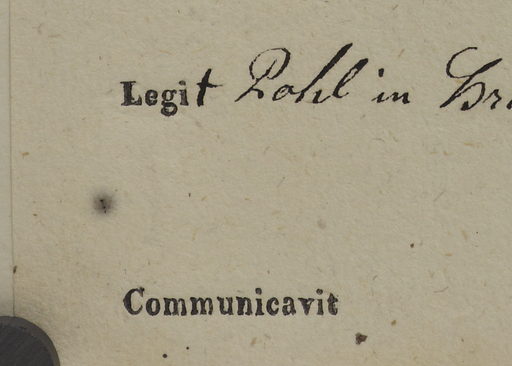 Legit Pohl in
Communicavit